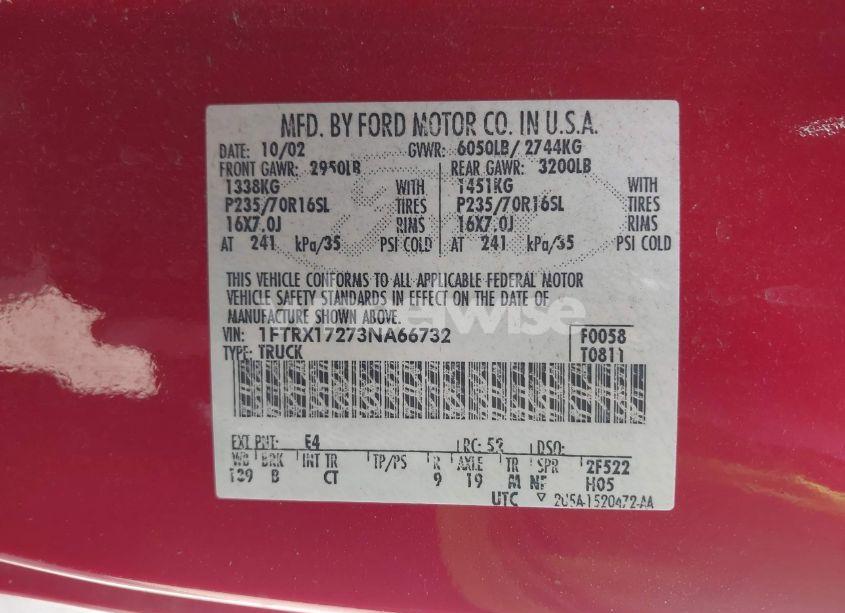 MFD. BY FORD MOTOR CO. IN U.S.A.
DATE: 10/02 GVWR: 6050LB/ 2744KG
FRONT GAWR: 2950LB REAR GAWR: 3200LB
1338KG WITH 1451KG WITH
P235/70R16SL TIRES P235/70R16SL TIRES
16X7.0J RIMS 16X7.0J RIMS
AT 241 kPa/35 PSI COLD AT 241 kPa/35 PSI COLD
THIS VEHICLE CONFORMS TO ALL APPLICABLE FEDERAL MOTOR
VEHICLE SAFETY STANDARDS IN EFFECT ON THE DATE OF
MANUFACTURE SHOWN ABOVE.
VIN: 1FTRX17273NA66732 F0058
TYPE: TRUCK T0811
EXT PNT: E4 RC: 52 DSO:
WB BRK INT TR TP/PS R AXLE TR SPR 2F522
139 B CT 9 19 M NF H05
UTC